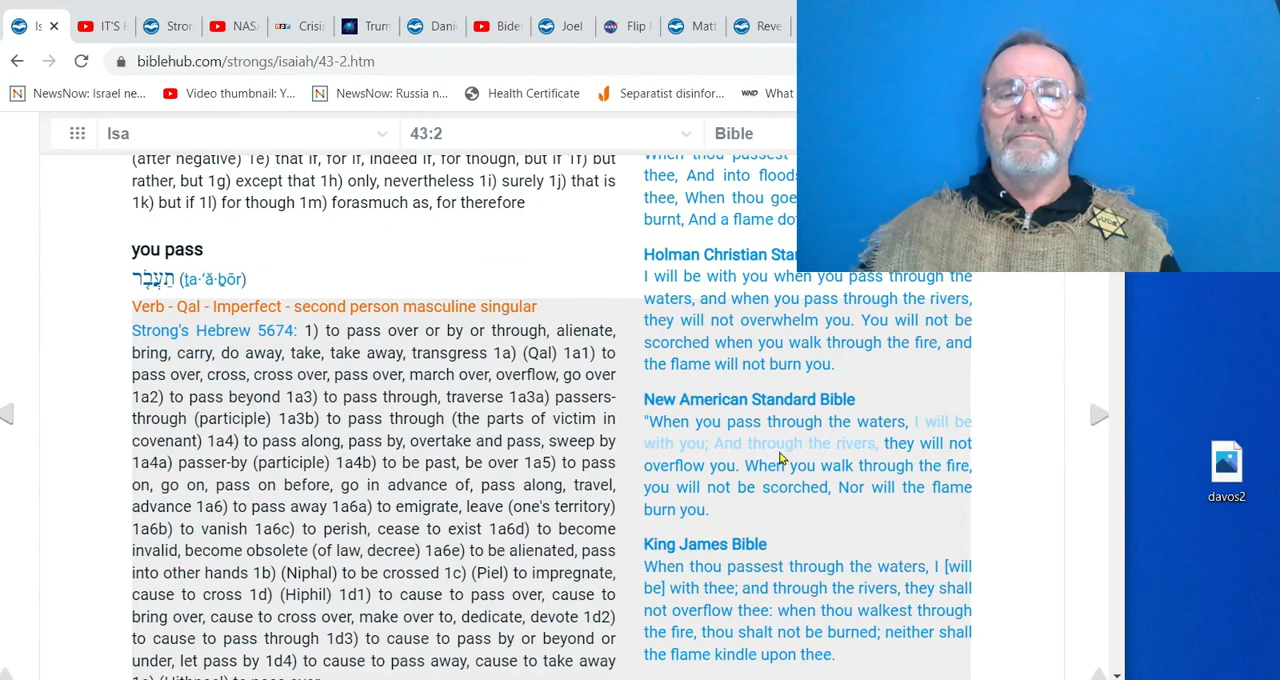 Is
IT'S
Stror
NAS
Crisi
Trum
Dani
Bide
Joel
Flip
Matt
Reve
biblehub.com/strongs/isaiah/43-2.htm
NewsNow: Israel ne...
Video thumbnail: Y...
NewsNow: Russia n...
Health Certificate
Separatist disinfor...
WND What
Isa
43:2
Bible
(after negative) 1e) that if, for if, indeed if, for though, but if 1f) but
rather, but 1g) except that 1h) only, nevertheless 1i) surely 1j) that is
1k) but if 1l) for though 1m) forasmuch as, for therefore
you pass
תַעֲבֹ֤ר (ṯa·‘ă·ḇōr)
Verb - Qal - Imperfect - second person masculine singular
Strong's Hebrew 5674: 1) to pass over or by or through, alienate,
bring, carry, do away, take, take away, transgress 1a) (Qal) 1a1) to
pass over, cross, cross over, pass over, march over, overflow, go over
1a2) to pass beyond 1a3) to pass through, traverse 1a3a) passers-
through (participle) 1a3b) to pass through (the parts of victim in
covenant) 1a4) to pass along, pass by, overtake and pass, sweep by
1a4a) passer-by (participle) 1a4b) to be past, be over 1a5) to pass
on, go on, pass on before, go in advance of, pass along, travel,
advance 1a6) to pass away 1a6a) to emigrate, leave (one's territory)
1a6b) to vanish 1a6c) to perish, cease to exist 1a6d) to become
invalid, become obsolete (of law, decree) 1a6e) to be alienated, pass
into other hands 1b) (Niphal) to be crossed 1c) (Piel) to impregnate,
cause to cross 1d) (Hiphil) 1d1) to cause to pass over, cause to
bring over, cause to cross over, make over to, dedicate, devote 1d2)
to cause to pass through 1d3) to cause to pass by or beyond or
under, let pass by 1d4) to cause to pass away, cause to take away
When thou passest
thee, And into floods
thee, When thou goe
burnt, And a flame do
Holman Christian Star
I will be with you when you pass through the
waters, and when you pass through the rivers,
they will not overwhelm you. You will not be
scorched when you walk through the fire, and
the flame will not burn you.
New American Standard Bible
"When you pass through the waters, I will be
with you; And through the rivers, they will not
overflow you. When you walk through the fire,
you will not be scorched, Nor will the flame
burn you.
King James Bible
When thou passest through the waters, I [will
be] with thee; and through the rivers, they shall
not overflow thee: when thou walkest through
the fire, thou shalt not be burned; neither shall
the flame kindle upon thee.
davos2